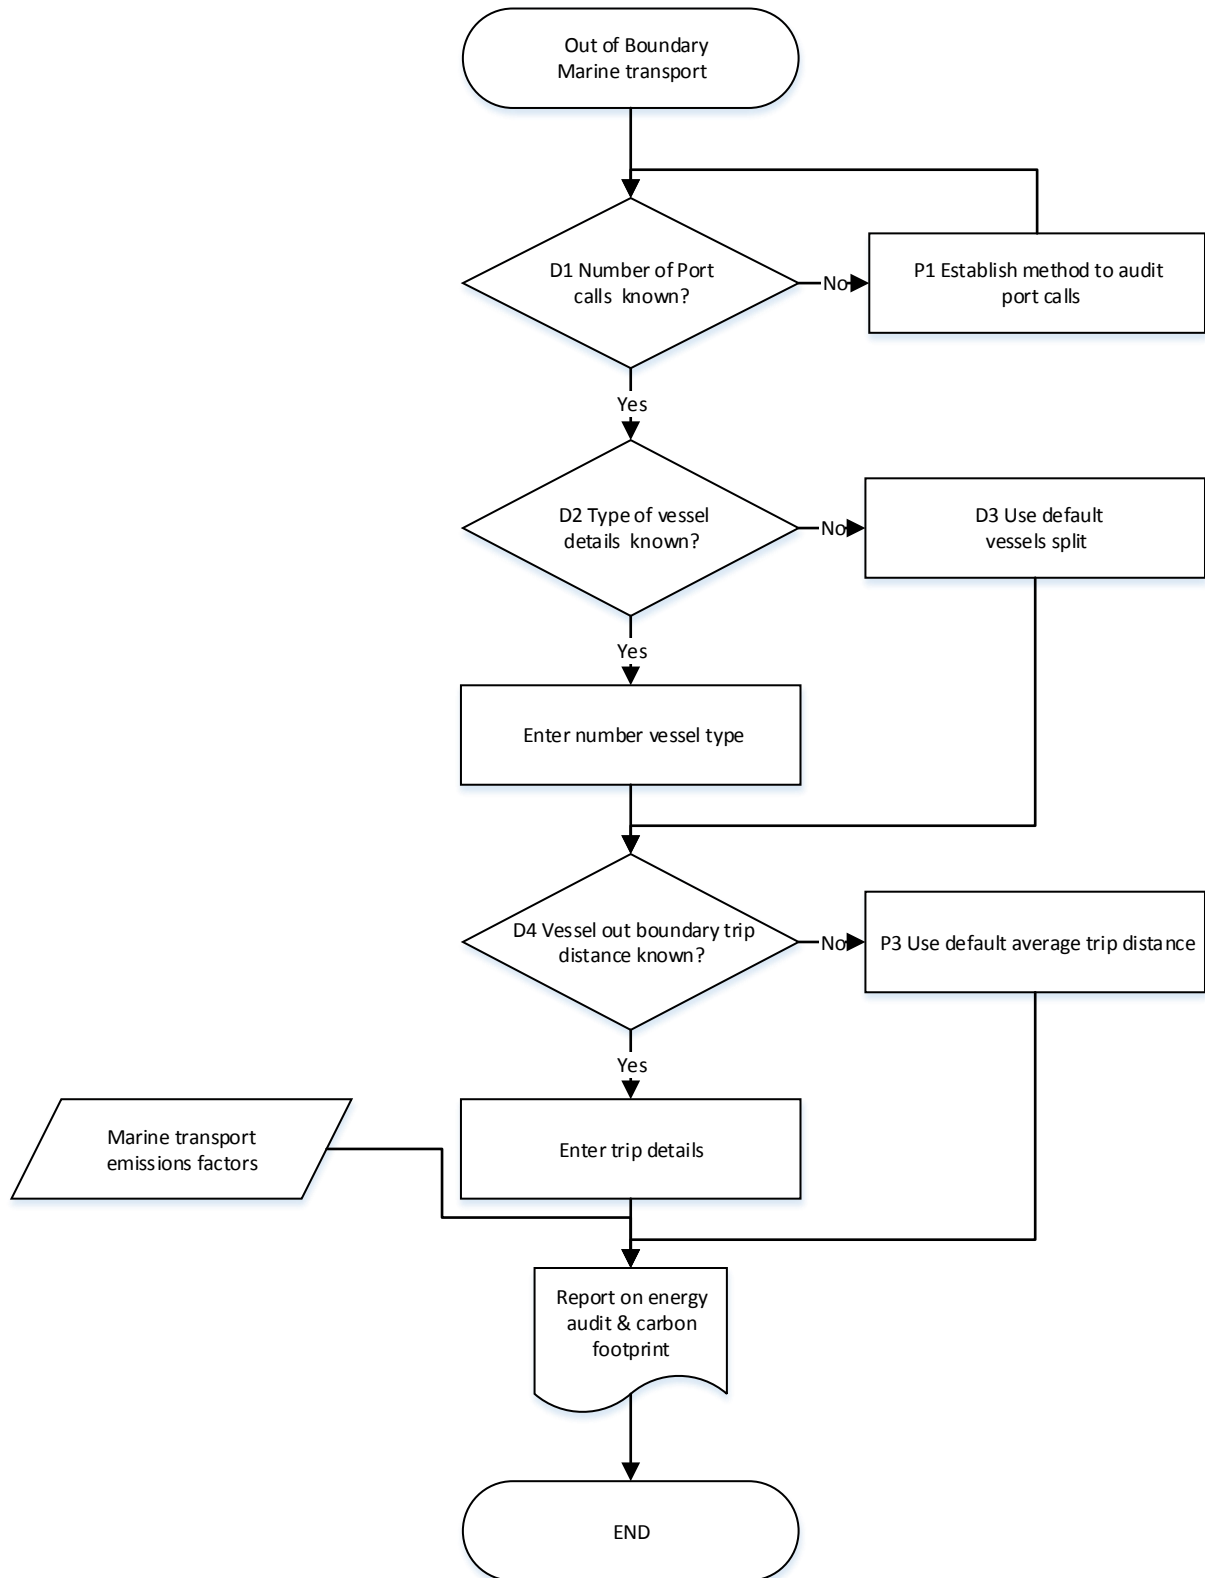 Out of Boundary
Marine transport
D1 Number of Port
calls known?
No
P1 Establish method to audit
port calls
Yes
D2 Type of vessel
details known?
No
D3 Use default
vessels split
Yes
Enter number vessel type
D4 Vessel out boundary trip
distance known?
No
P3 Use default average trip distance
Yes
Marine transport
emissions factors
Enter trip details
Report on energy
audit & carbon
footprint
END